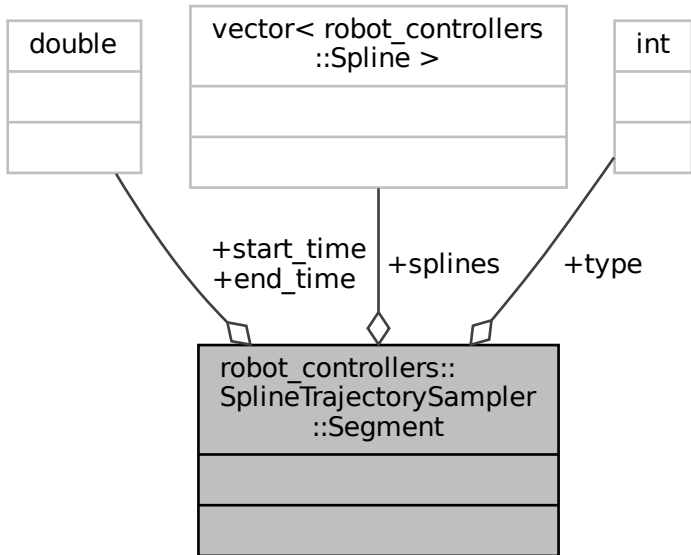 double
vector< robot_controllers
::Spline >
int
+start_time
+end_time
+splines
+type
robot_controllers::
SplineTrajectorySampler
::Segment